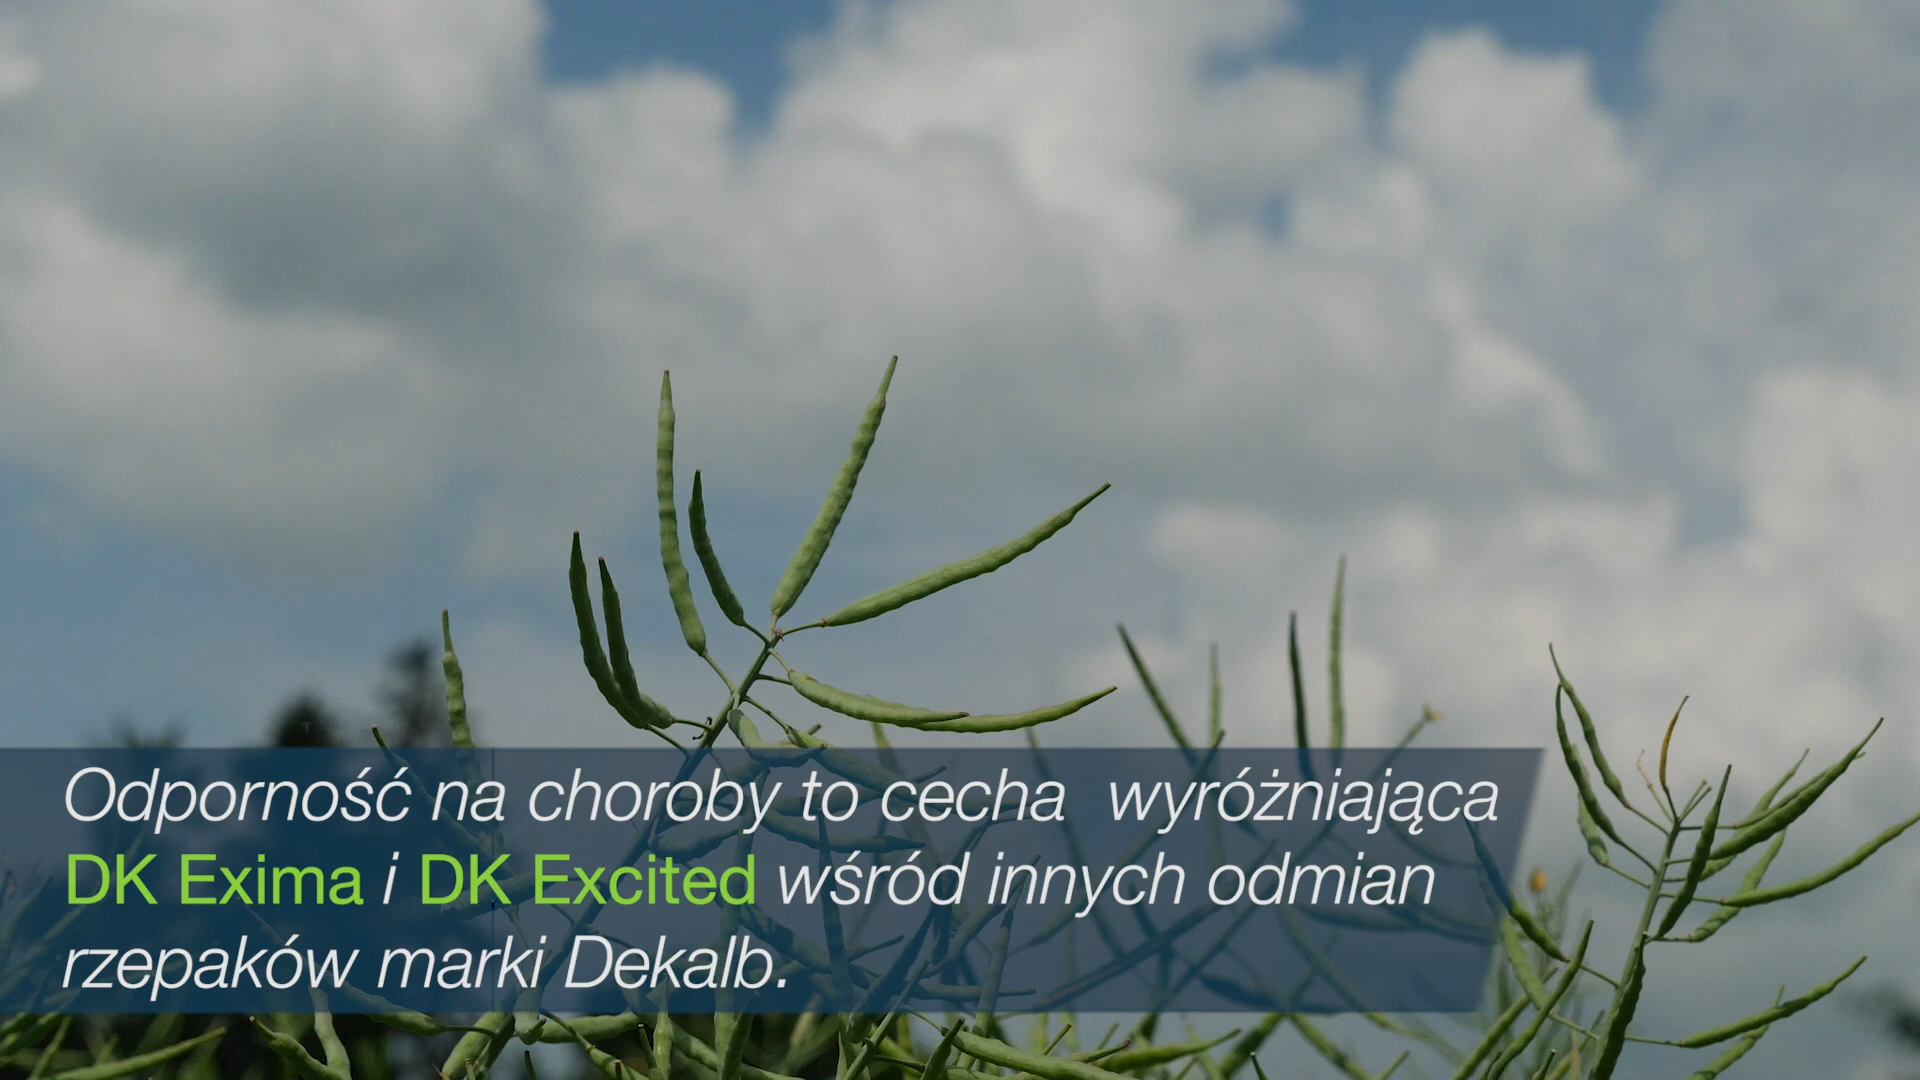 Odporność na choroby to cecha  wyróżniająca
DK Exima i DK Excited wśród innych odmian
rzepaków marki Dekalb.